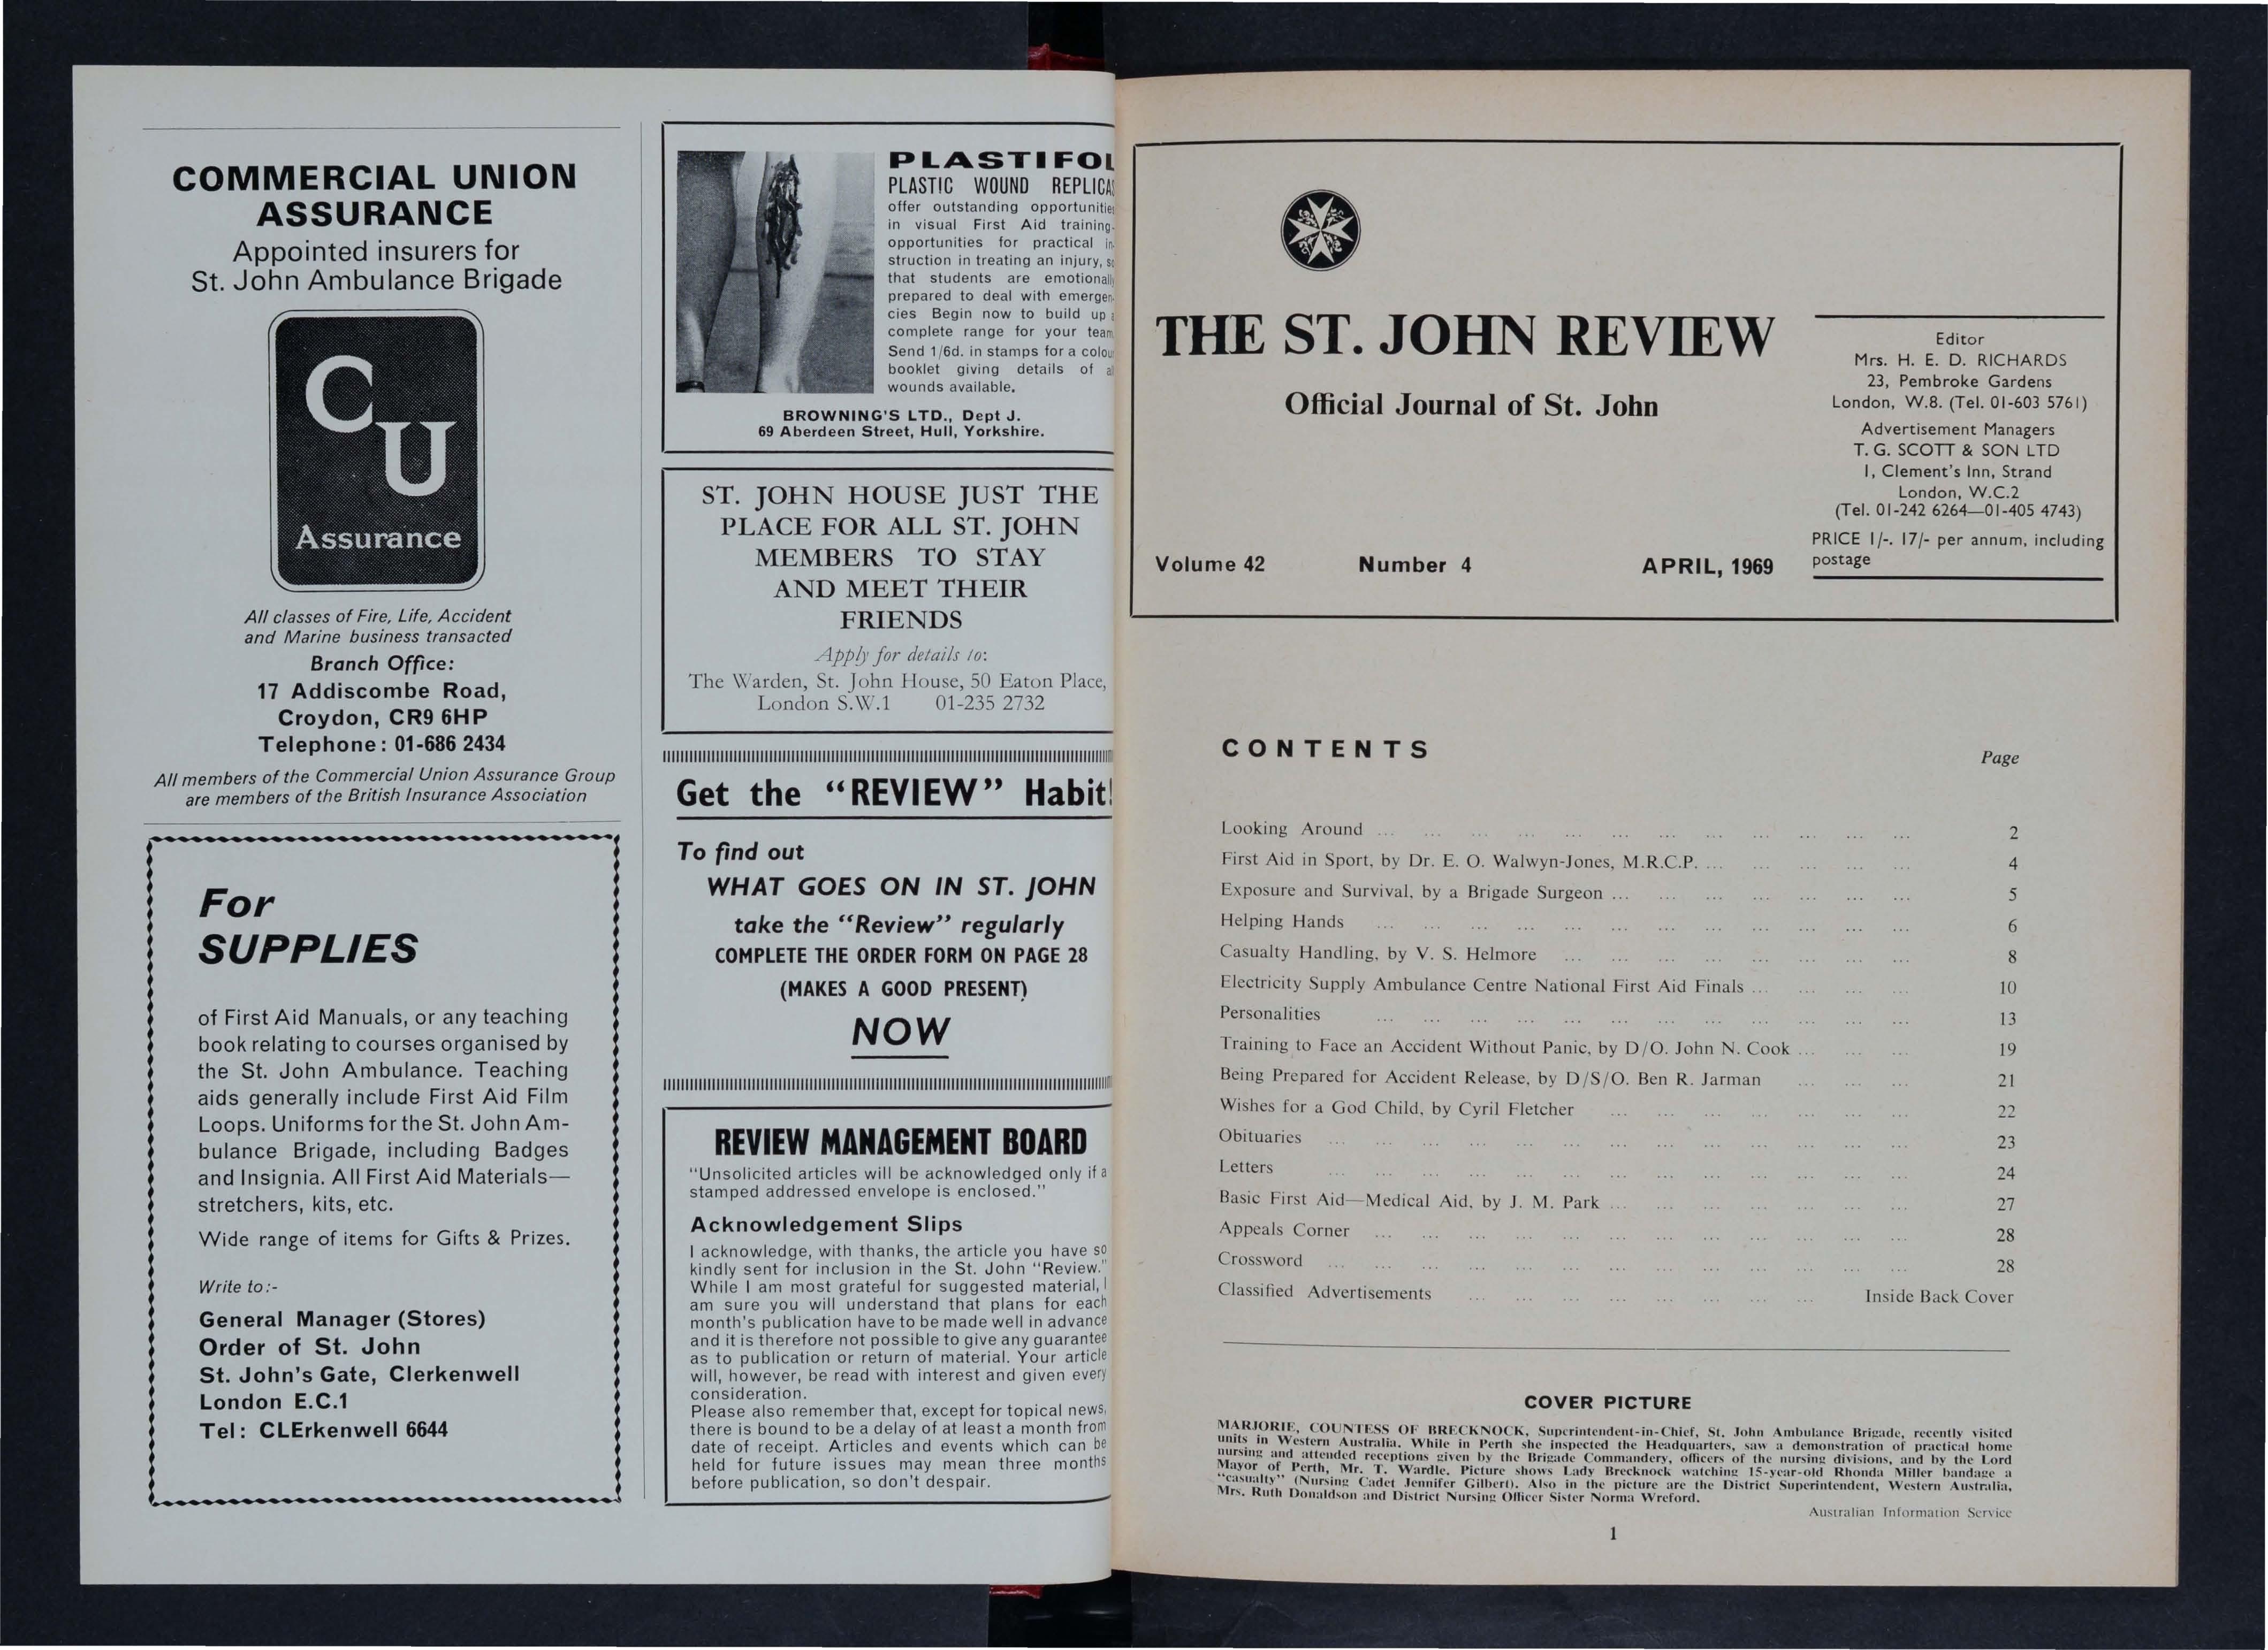 COMMERCIAL UNION
ASSURANCE
Appointed insurers for
St. John Ambulance Brigade
C
U
Assurance
All classes of Fire, Life, Accident
and Marine business transacted
Branch Office:
17 Addiscombe Road,
Croydon, CR9 6HP
Telephone: 01-686 2434
All members of the Commercial Union Assurance Group
are members of the British Insurance Association
For
SUPPLIES
of First Aid Manuals, or any teaching
book relating to courses organised by
the St. John Ambulance. Teaching
aids generally include First Aid Film
Loops. Uniforms for the St. John Am-
bulance Brigade, including Badges
and Insignia. All First Aid Materials—
stretchers, kits, etc.
Wide range of items for Gifts & Prizes.
Write to:-
General Manager (Stores)
Order of St. John
St. John's Gate, Clerkenwell
London E.C.1
Tel: CLErkenwell 6644
PLASTIFOL
PLASTIC WOUND REPLICAS
offer outstanding opportunities
in visual First Aid training-
opportunities for practical in-
struction in treating an injury, so
that students are emotionally
prepared to deal with emergen-
cies Begin now to build up a
complete range for your team
Send 1/6d. in stamps for a colou
booklet giving details of al
wounds available.
BROWNING'S LTD., Dept J.
69 Aberdeen Street, Hull, Yorkshire.
ST. JOHN HOUSE JUST THE
PLACE FOR ALL ST. JOHN
MEMBERS TO STAY
AND MEET THEIR
FRIENDS
Apply for details to:
The Warden, St. John House, 50 Eaton Place,
London S.W.1 01-235 2732
Get the "REVIEW" Habit!
To find out
WHAT GOES ON IN ST. JOHN
take the "Review" regularly
COMPLETE THE ORDER FORM ON PAGE 28
(MAKES A GOOD PRESENT)
NOW
REVIEW MANAGEMENT BOARD
"Unsolicited articles will be acknowledged only if a
stamped addressed envelope is enclosed."
Acknowledgement Slips
I acknowledge, with thanks, the article you have so
kindly sent for inclusion in the St. John "Review."
While I am most grateful for suggested material, I
am sure you will understand that plans for each
month's publication have to be made well in advance
and it is therefore not possible to give any guarantee
as to publication or return of material. Your article
will, however, be read with interest and given every
consideration.
Please also remember that, except for topical news,
there is bound to be a delay of at least a month from
date of receipt. Articles and events which can be
held for future issues may mean three months
before publication, so don't despair.
THE ST. JOHN REVIEW
Official Journal of St. John
Volume 42 Number 4 APRIL, 1969
Editor
Mrs. H. E. D. RICHARDS
23, Pembroke Gardens
London, W.8. (Tel. 01-603 5761)
Advertisement Managers
T. G. SCOTT & SON LTD
1, Clement's Inn, Strand
London, W.C.2
(Tel. 01-242 6264—01-405 4743)
PRICE 1/-. 17/- per annum, including
postage
CONTENTS
Page
Looking Around ... 2
First Aid in Sport, by Dr. E. O. Walwyn-Jones, M.R.C.P. ... 4
Exposure and Survival, by a Brigade Surgeon ... 5
Helping Hands ... 6
Casualty Handling, by V. S. Helmore ... 8
Electricity Supply Ambulance Centre National First Aid Finals ... 10
Personalities ... 13
Training to Face an Accident Without Panic, by D/O. John N. Cook ... 19
Being Prepared for Accident Release, by D/S/O. Ben R. Jarman ... 21
Wishes for a God Child, by Cyril Fletcher ... 22
Obituaries ... 23
Letters ... 24
Basic First Aid—Medical Aid, by J. M. Park ... 27
Appeals Corner ... 28
Crossword ... 28
Classified Advertisements ... Inside Back Cover
COVER PICTURE
MARJORIE, COUNTESS OF BRECKNOCK, Superintendent-in-Chief, St. John Ambulance Brigade, recently visited
units in Western Australia. While in Perth she inspected the Headquarters, saw a demonstration of practical home
nursing and attended receptions given by the Brigade Commandery, officers of the nursing divisions, and by the Lord
Mayor of Perth, Mr. T. Wardle. Picture shows Lady Brecknock watching 15-year-old Rhonda Miller bandage a
"casualty" (Nursing Cadet Jennifer Gilbert). Also in the picture are the District Superintendent, Western Australia,
Mrs. Ruth Donaldson and District Nursing Officer Sister Norma Wreford.
Australian Information Service
1